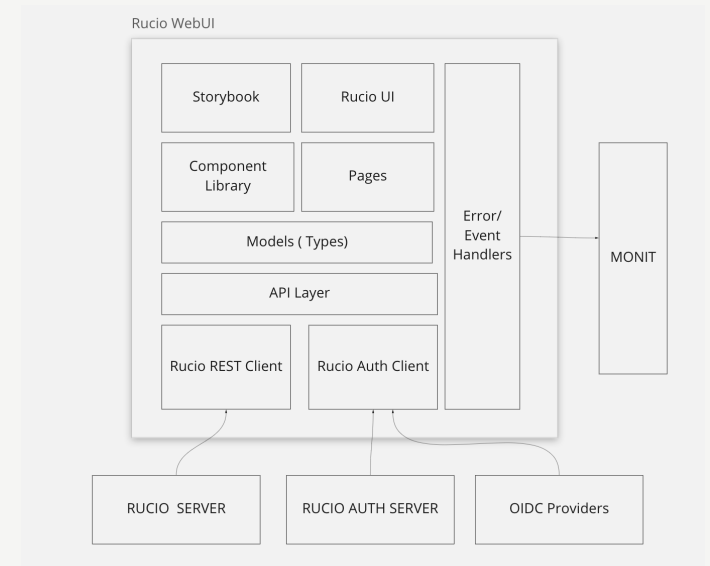 Rucio WebUI
Storybook
Rucio UI
Component
Library
Pages
Error/
Event
Handlers
Models ( Types)
MONIT
API Layer
Rucio REST Client
Rucio Auth Client
RUCIO  SERVER
RUCIO AUTH SERVER
OIDC Providers